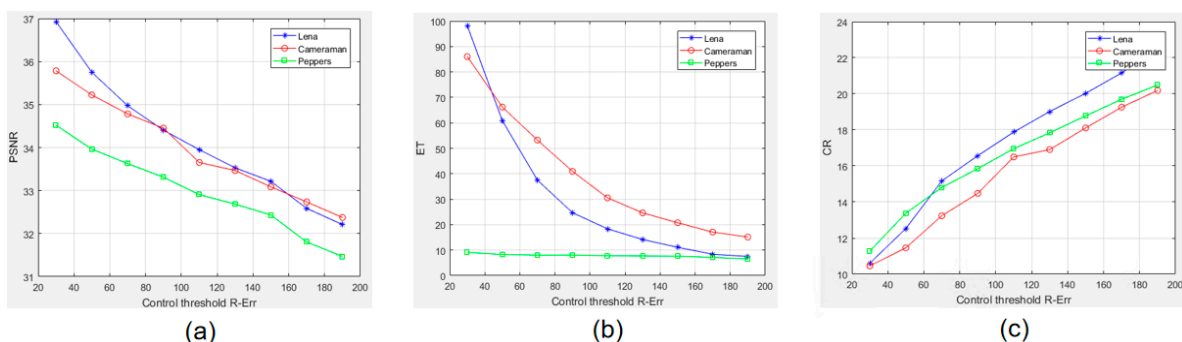 37
36
35
34
33
32
31
PSNR
20 40 60 80 100 120 140 160 180 200
Control threshold R-Err
Lena
Cameraman
Peppers
(a)
100
90
80
70
60
50
40
30
20
10
0
ET
20 40 60 80 100 120 140 160 180 200
Control threshold R-Err
Lena
Cameraman
Peppers
(b)
24
22
20
18
16
14
12
10
CR
20 40 60 80 100 120 140 160 180 200
Control threshold R-Err
Lena
Cameraman
Peppers
(c)